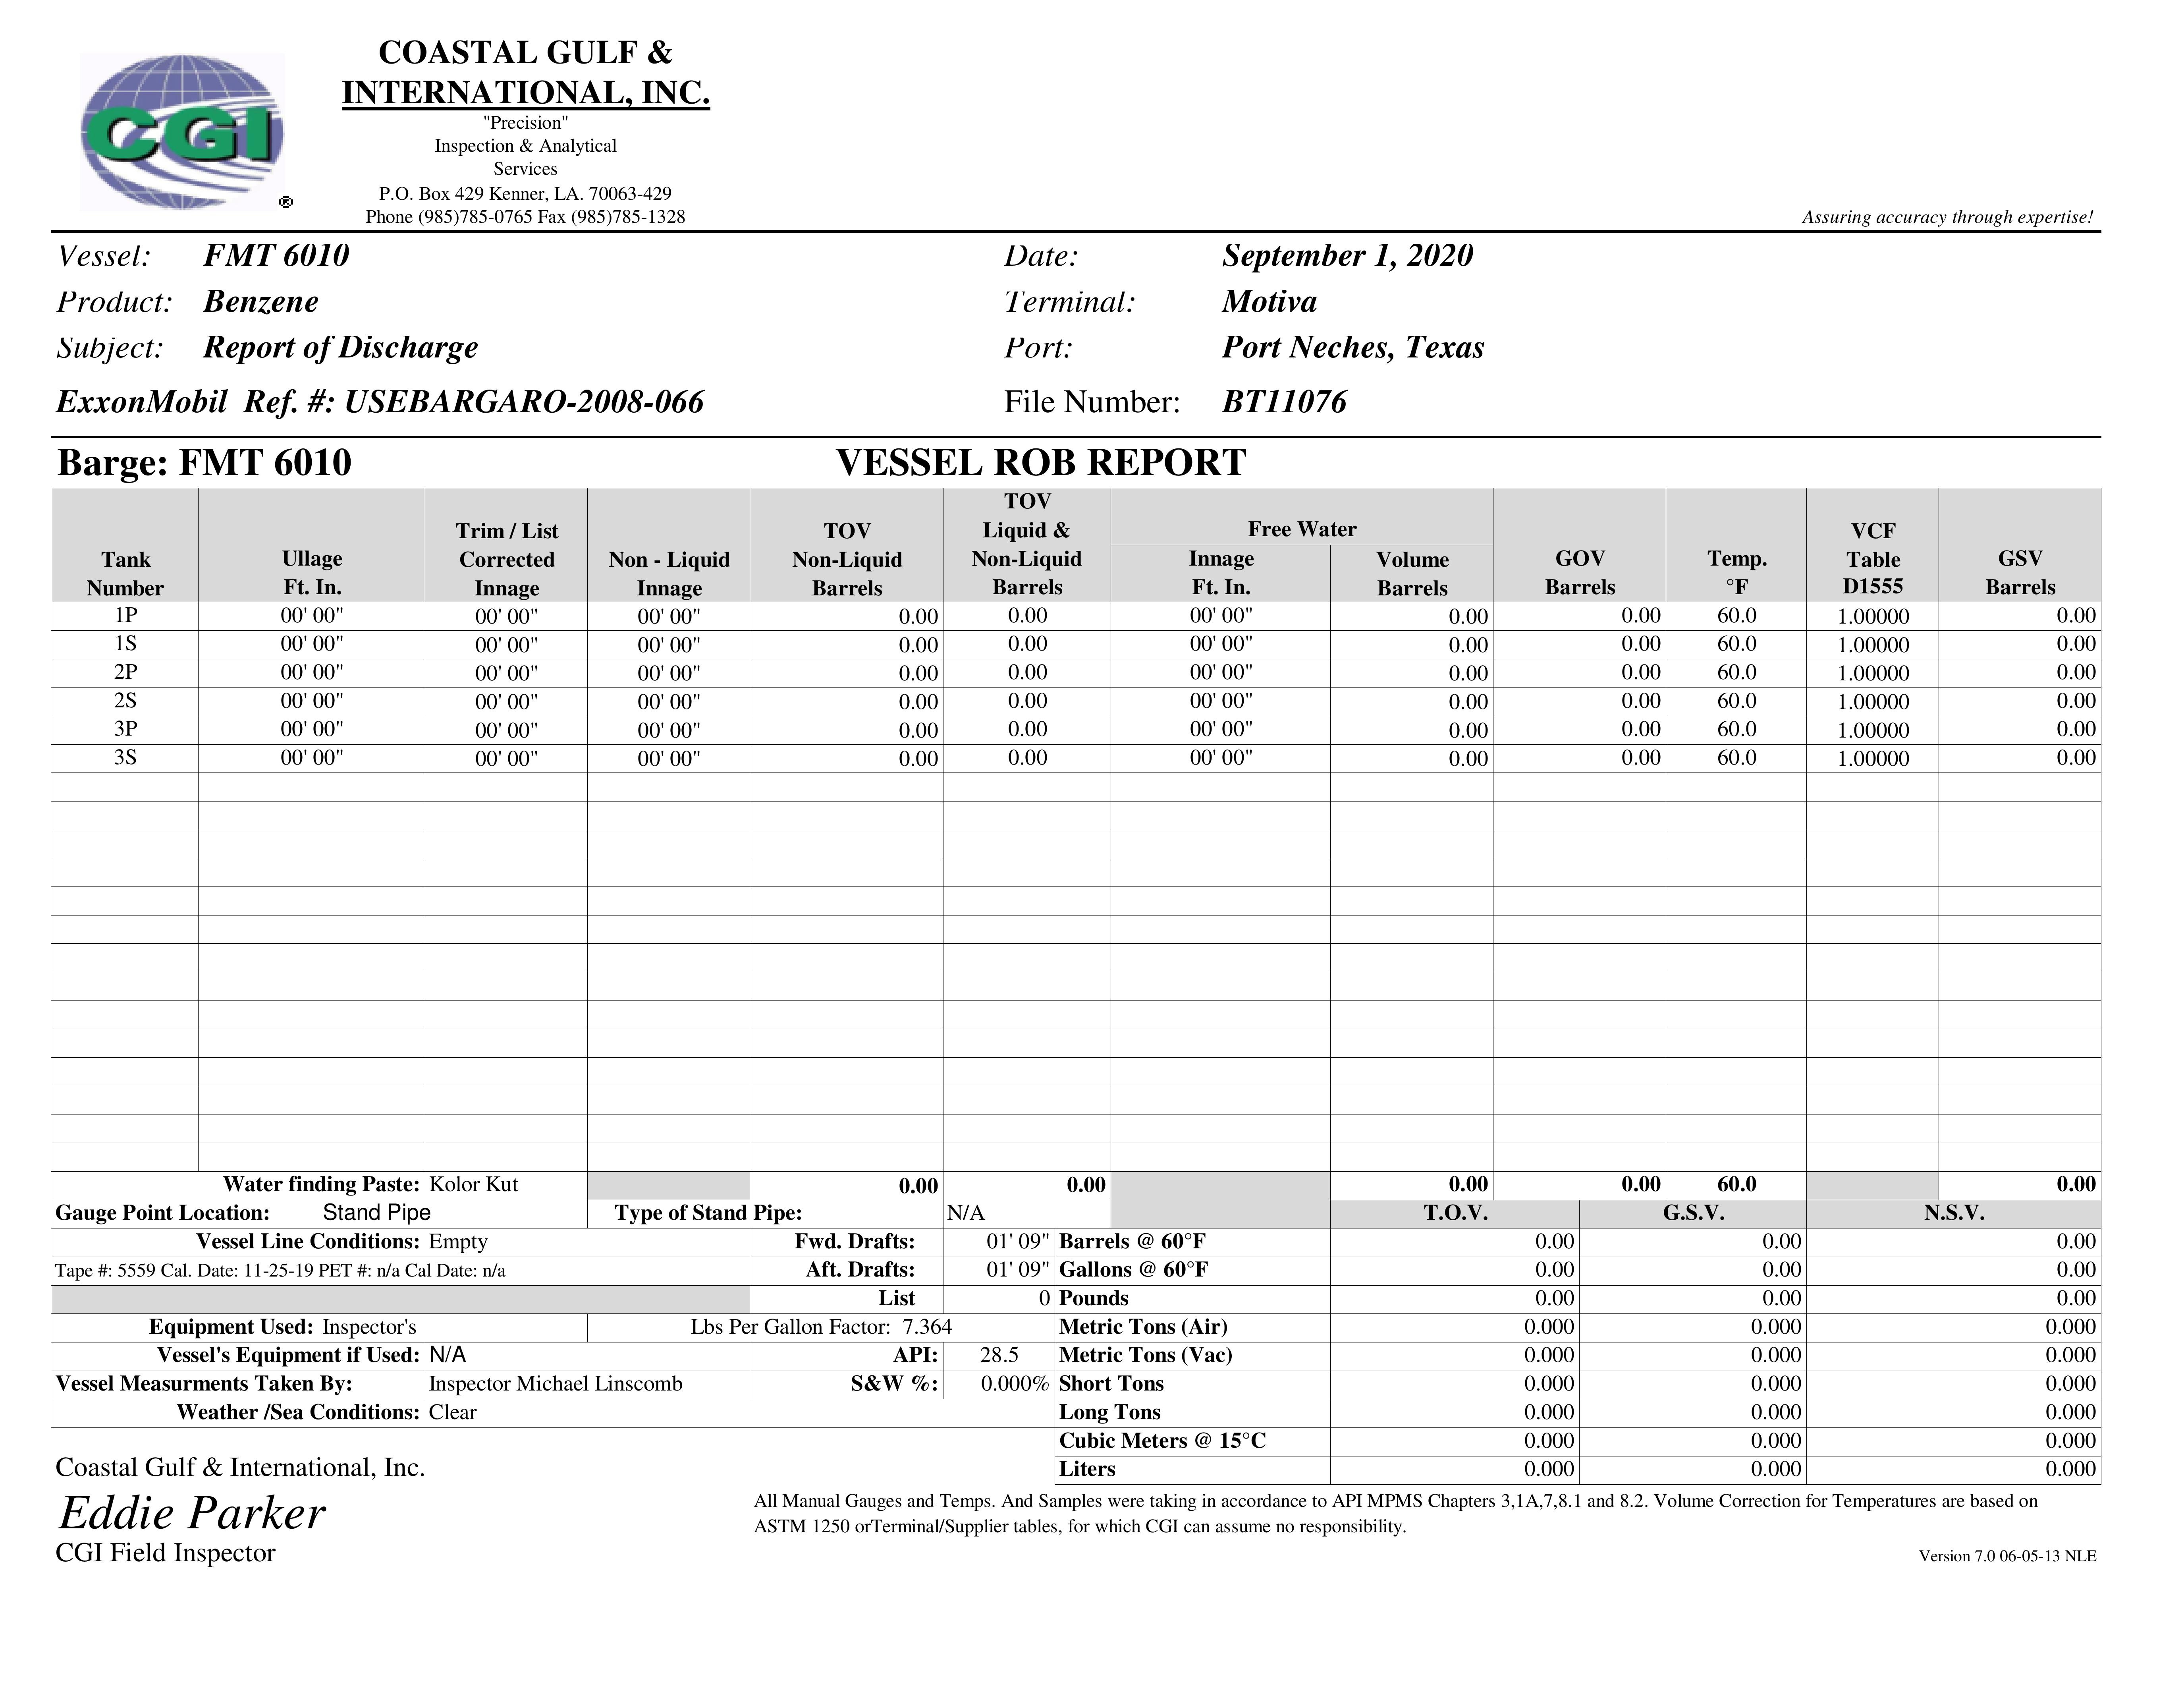 CGI
®
COASTAL GULF &
INTERNATIONAL, INC.
"Precision"
Inspection & Analytical
Services
P.O. Box 429 Kenner, LA. 70063-429
Phone (985)785-0765 Fax (985)785-1328
Assuring accuracy through expertise!
Vessel: FMT 6010 Date: September 1, 2020
Product: Benzene Terminal: Motiva
Subject: Report of Discharge Port: Port Neches, Texas
ExxonMobil Ref. #: USEBARGARO-2008-066 File Number: BT11076
Barge: FMT 6010 VESSEL ROB REPORT
Tank Number Ullage Ft. In. Trim / List Corrected Innage Non - Liquid Innage TOV Non-Liquid Barrels TOV Liquid & Non-Liquid Barrels Free Water Innage Ft. In. Volume Barrels GOV Barrels Temp. °F VCF Table D1555 GSV Barrels
1P 00' 00" 00' 00" 00' 00" 0.00 0.00 00' 00" 0.00 0.00 60.0 1.00000 0.00
1S 00' 00" 00' 00" 00' 00" 0.00 0.00 00' 00" 0.00 0.00 60.0 1.00000 0.00
2P 00' 00" 00' 00" 00' 00" 0.00 0.00 00' 00" 0.00 0.00 60.0 1.00000 0.00
2S 00' 00" 00' 00" 00' 00" 0.00 0.00 00' 00" 0.00 0.00 60.0 1.00000 0.00
3P 00' 00" 00' 00" 00' 00" 0.00 0.00 00' 00" 0.00 0.00 60.0 1.00000 0.00
3S 00' 00" 00' 00" 00' 00" 0.00 0.00 00' 00" 0.00 0.00 60.0 1.00000 0.00
Water finding Paste: Kolor Kut 0.00 0.00 0.00 0.00 60.0 0.00
Gauge Point Location: Stand Pipe Type of Stand Pipe: N/A T.O.V. G.S.V. N.S.V.
Vessel Line Conditions: Empty Fwd. Drafts: 01' 09" Barrels @ 60°F 0.00 0.00 0.00
Tape #: 5559 Cal. Date: 11-25-19 PET #: n/a Cal Date: n/a Aft. Drafts: 01' 09" Gallons @ 60°F 0.00 0.00 0.00
List 0 Pounds 0.00 0.00 0.00
Equipment Used: Inspector's Lbs Per Gallon Factor: 7.364 Metric Tons (Air) 0.000 0.000 0.000
Vessel's Equipment if Used: N/A API: 28.5 Metric Tons (Vac) 0.000 0.000 0.000
Vessel Measurments Taken By: Inspector Michael Linscomb S&W %: 0.000% Short Tons 0.000 0.000 0.000
Weather /Sea Conditions: Clear Long Tons 0.000 0.000 0.000
Cubic Meters @ 15°C 0.000 0.000 0.000
Coastal Gulf & International, Inc. Liters 0.000 0.000 0.000
Eddie Parker
CGI Field Inspector
All Manual Gauges and Temps. And Samples were taking in accordance to API MPMS Chapters 3,1A,7,8.1 and 8.2. Volume Correction for Temperatures are based on
ASTM 1250 orTerminal/Supplier tables, for which CGI can assume no responsibility.
Version 7.0 06-05-13 NLE